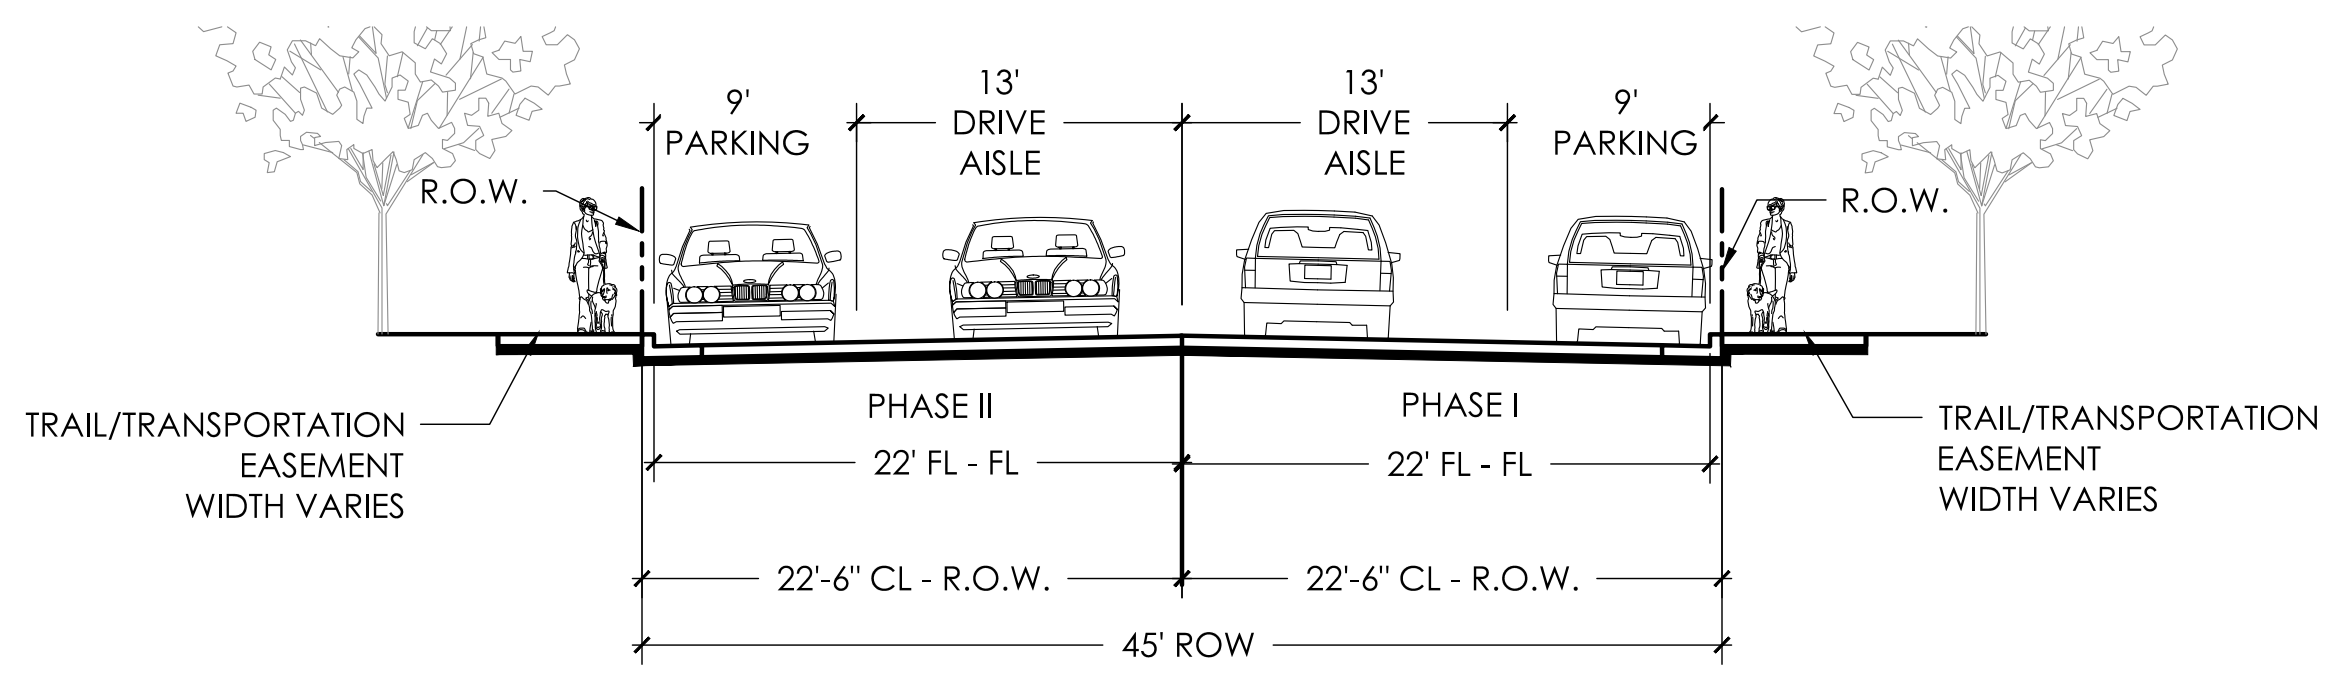 9'
PARKING
13'
DRIVE
AISLE
13'
DRIVE
AISLE
9'
PARKING
R.O.W.
R.O.W.
PHASE II
PHASE I
TRAIL/TRANSPORTATION
EASEMENT
WIDTH VARIES
22' FL - FL
22' FL - FL
TRAIL/TRANSPORTATION
EASEMENT
WIDTH VARIES
22'-6" CL - R.O.W.
22'-6" CL - R.O.W.
45' ROW